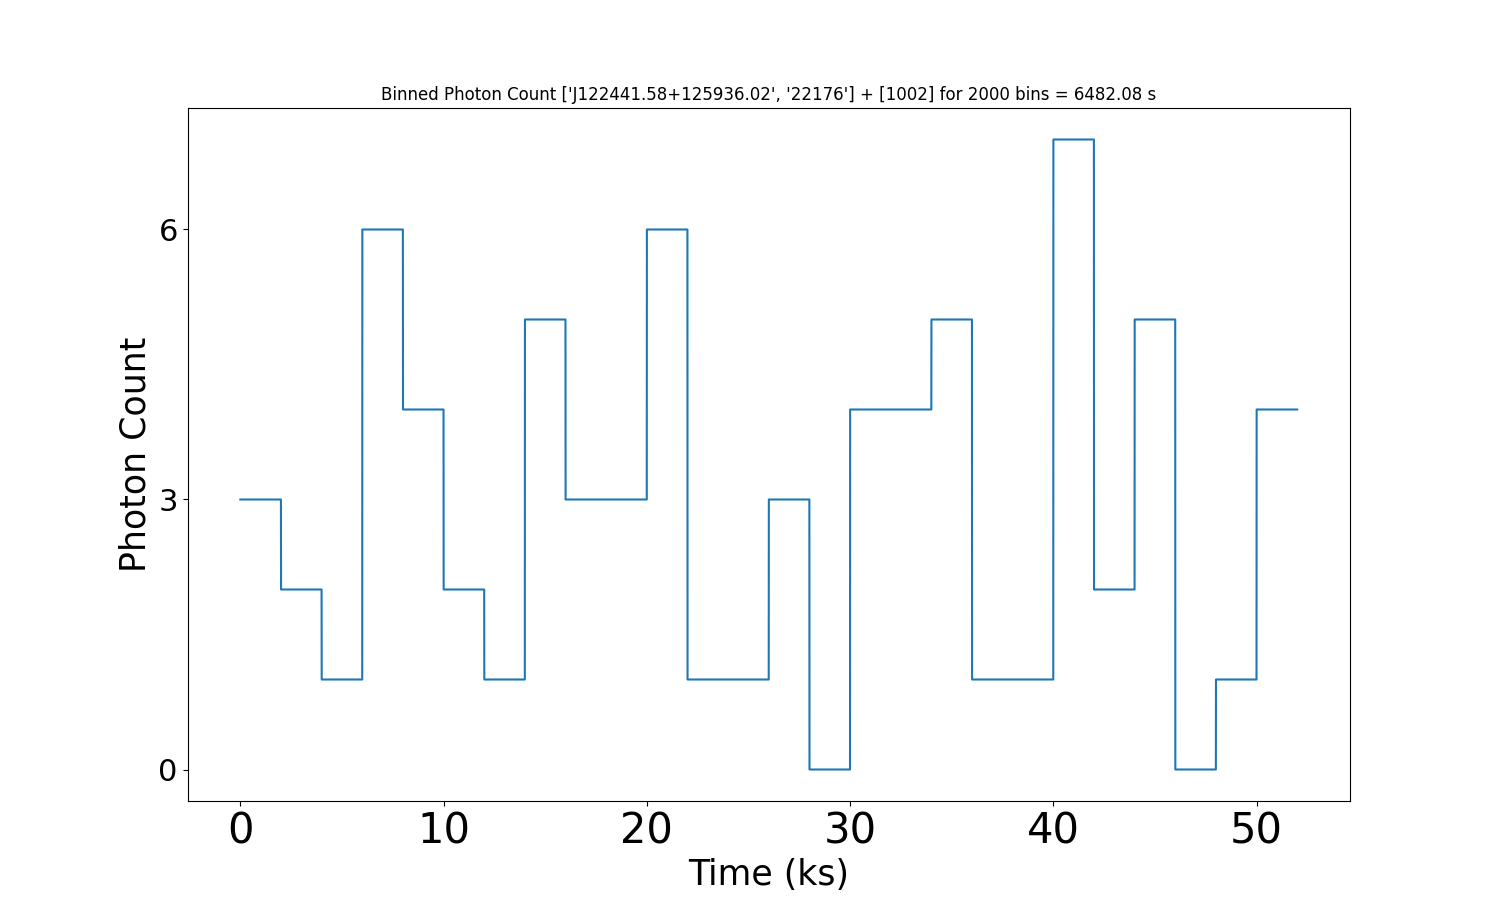 Binned Photon Count ['J122441.58+125936.02', '22176'] + [1002] for 2000 bins = 6482.08 s
6
3
0
Photon Count
0 10 20 30 40 50
Time (ks)